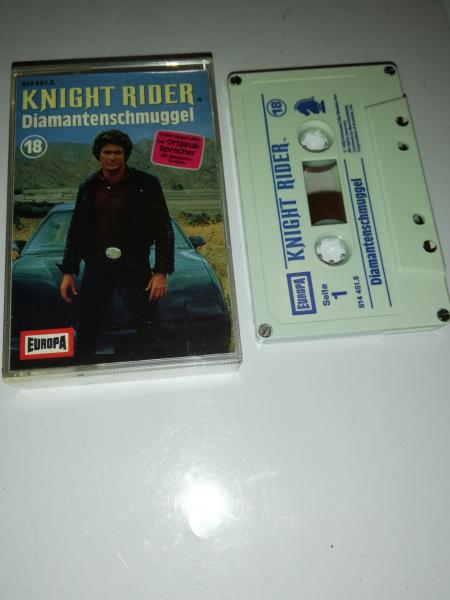 514 451.5
KNIGHT RIDER
Diamantenschmuggel
18
Original-
Sprecher
EUROPA
18
KNIGHT RIDER
EUROPA
Seite
1
Diamantenschmuggel
514 451.5